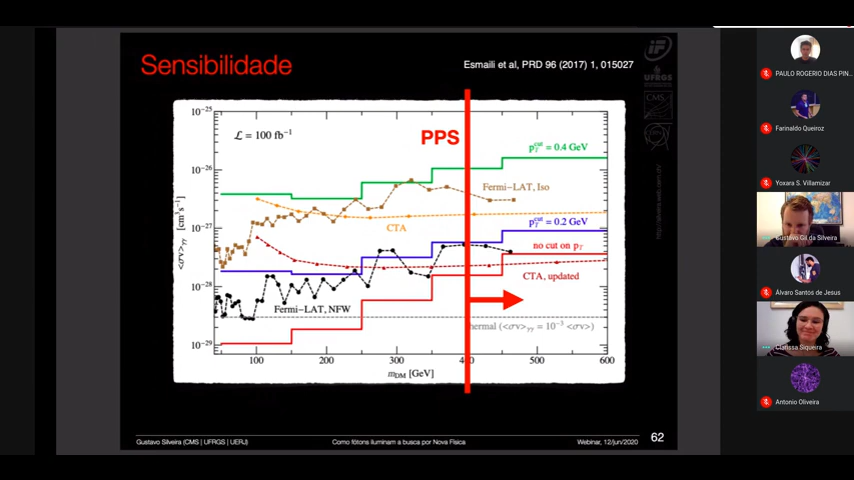 Sensibilidade
Esmaili et al, PRD 96 (2017) 1, 015027
iF
UFRGS
CMS
10⁻²⁵
10⁻²⁶
10⁻²⁷
10⁻²⁸
10⁻²⁹
<σv>γγ [cm³s⁻¹]
ℒ = 100 fb⁻¹
PPS
p_T^cut = 0.4 GeV
Fermi-LAT, Iso
CTA
p_T^cut = 0.2 GeV
no cut on p_T
CTA, updated
Fermi-LAT, NFW
hermal (<σv>γγ = 10⁻³ <σv>)
100
200
300
400
500
600
m_DM [GeV]
Gustavo Silveira (CMS | UFRGS | UERJ)
Como fótons iluminam a busca por Nova Física
Webinar, 12/jun/2020
62
PAULO ROGERIO DIAS PIN...
Farinaldo Queiroz
Yoxara S. Villamizar
Gustavo Gil da Silveira
Álvaro Santos de Jesus
Clarissa Siqueira
Antonio Oliveira